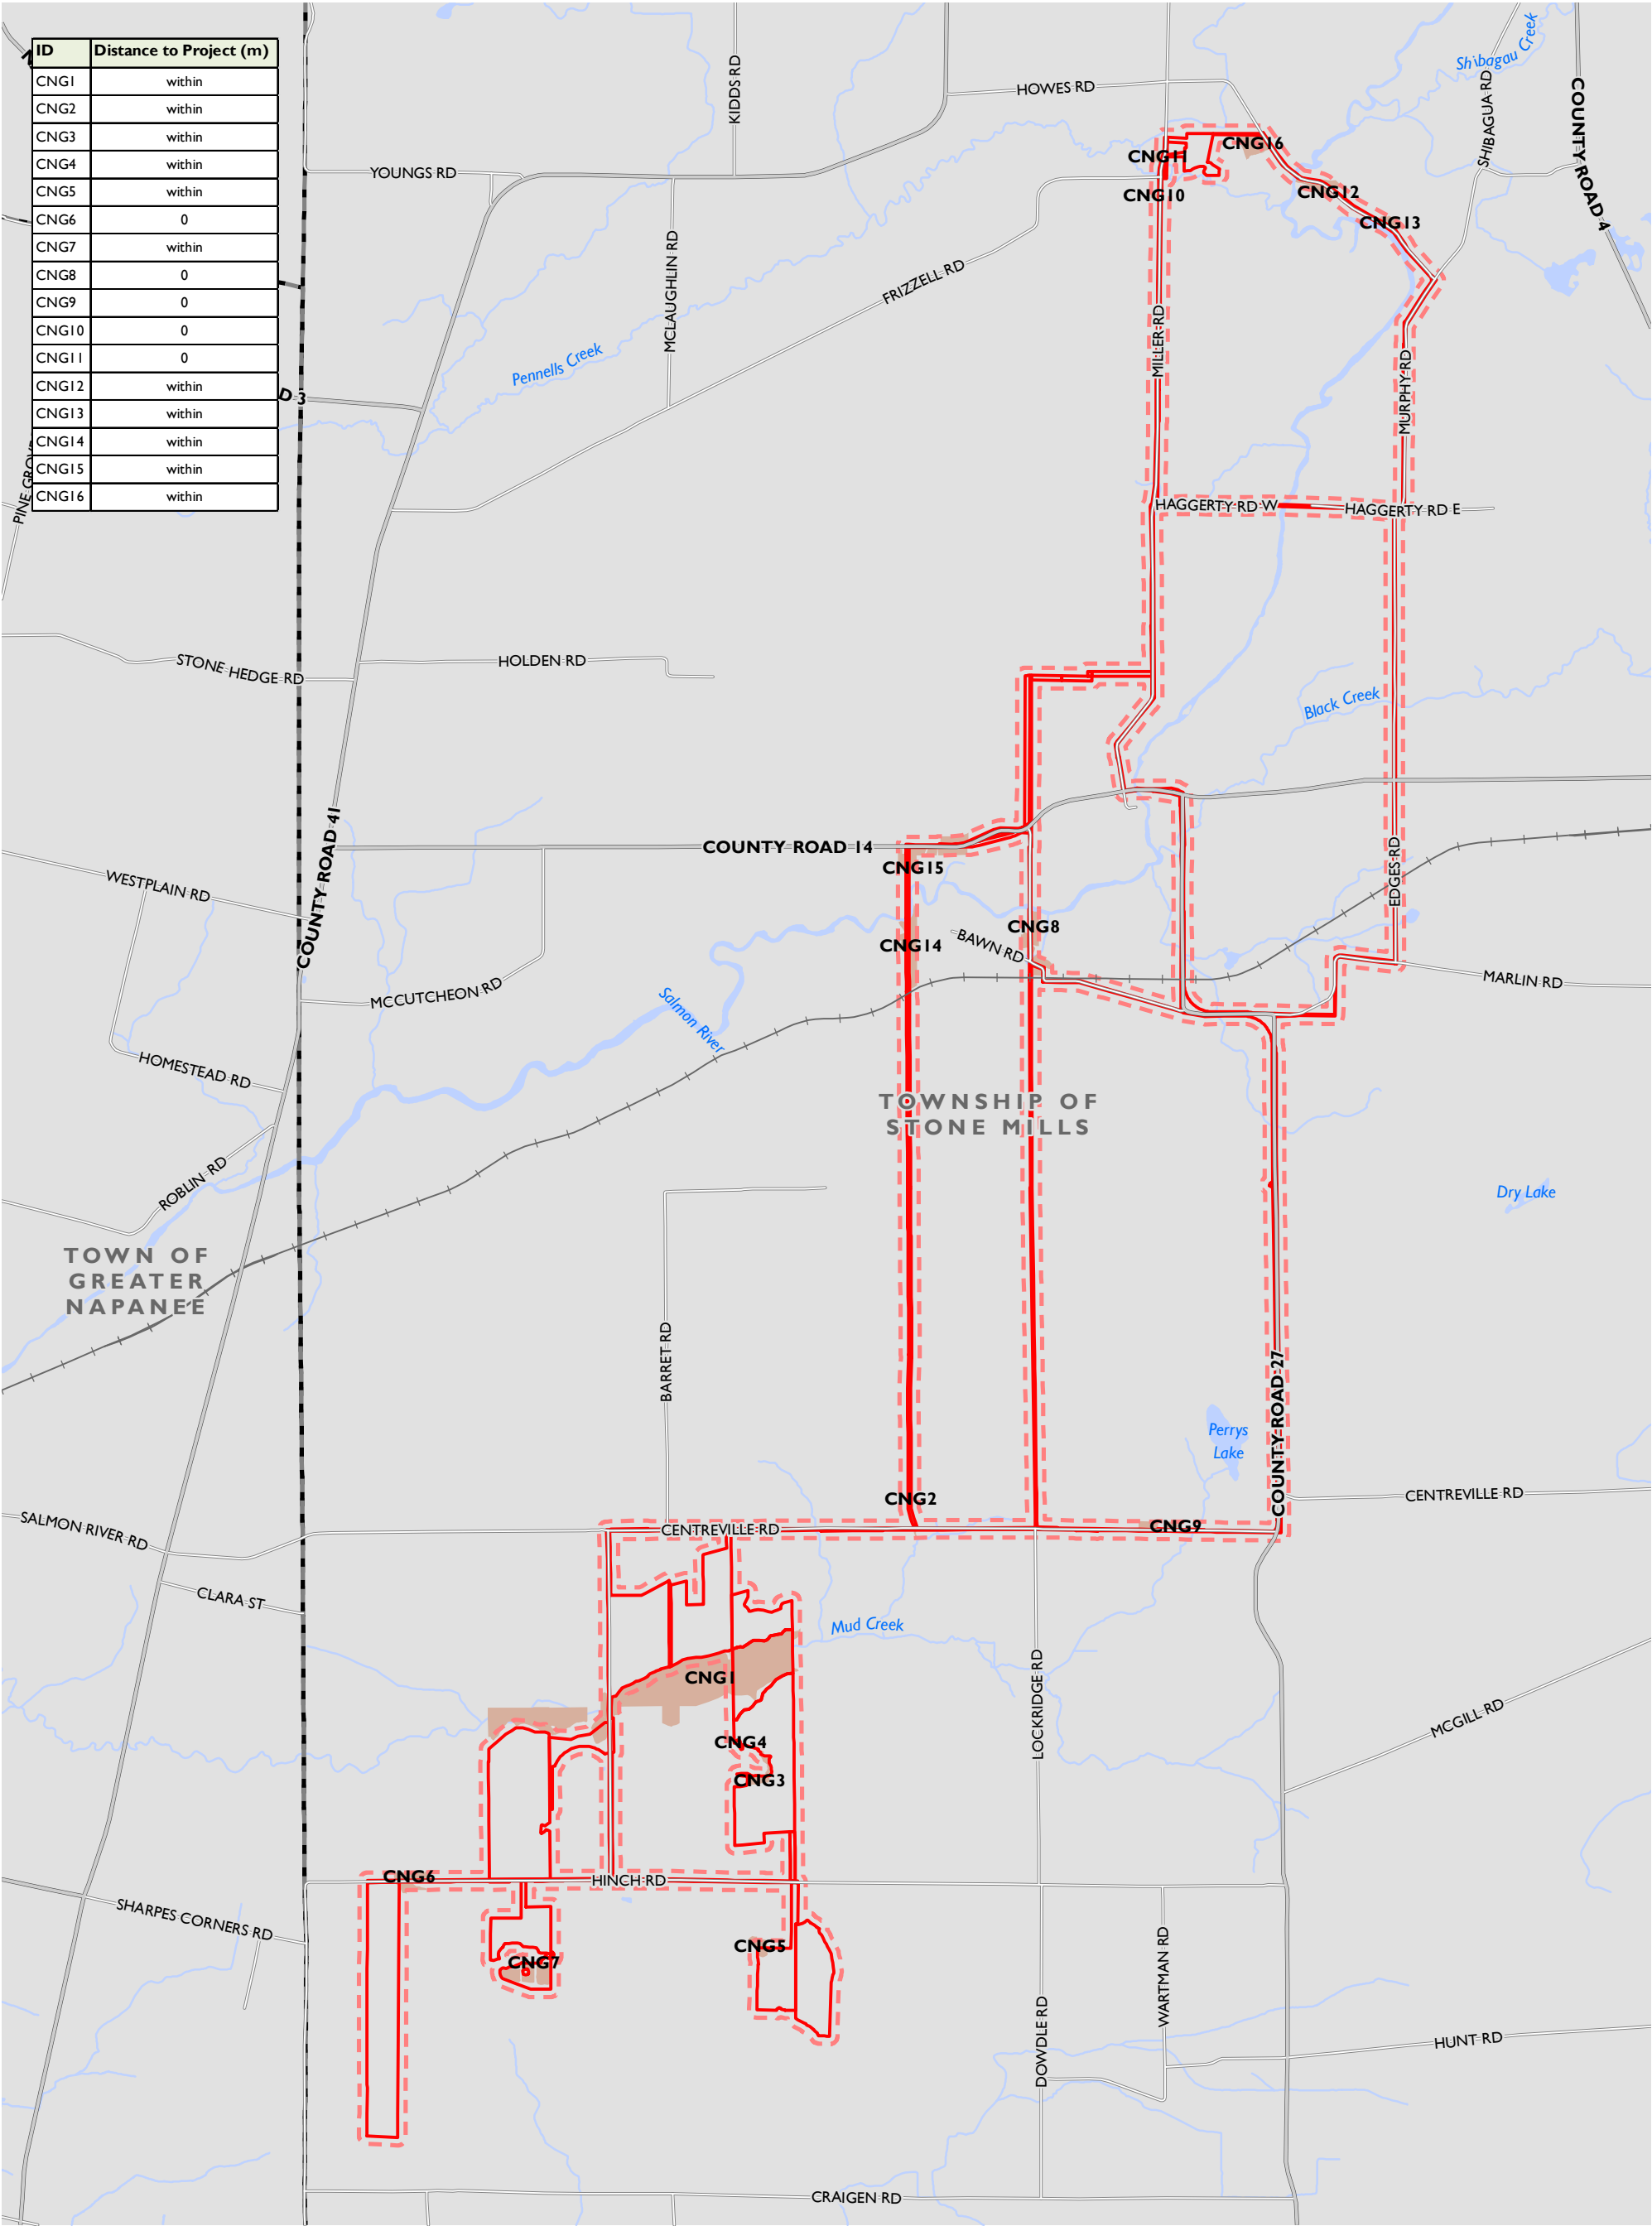 ID Distance to Project (m)
CNG1 within
CNG2 within
CNG3 within
CNG4 within
CNG5 within
CNG6 0
CNG7 within
CNG8 0
CNG9 0
CNG10 0
CNG11 0
CNG12 within
CNG13 within
CNG14 within
CNG15 within
CNG16 within
KIDDS RD
HOWES RD
Shibagau Creek
SHIBAGUA RD
COUNTY ROAD 4
YOUNGS RD
CNG11
CNG16
CNG10
CNG12
CNG13
MCLAUGHLIN RD
FRIZZELL RD
Pennells Creek
MILLER RD
MURPHY RD
D 3
HAGGERTY RD W
HAGGERTY RD E
STONE HEDGE RD
HOLDEN RD
Black Creek
COUNTY ROAD 41
COUNTY ROAD 14
CNG15
EDGES RD
WESTPLAIN RD
CNG14
BAWN RD
CNG8
MARLIN RD
MCCUTCHEON RD
Salmon River
HOMESTEAD RD
TOWNSHIP OF
STONE MILLS
ROBLIN RD
Dry Lake
TOWN OF
GREATER
NAPANEE
BARRET RD
COUNTY ROAD 27
Perrys
Lake
CNG2
CENTREVILLE RD
SALMON RIVER RD
CENTREVILLE RD
CNG9
CLARA ST
Mud Creek
CNG1
LOCKRIDGE RD
MCGILL RD
CNG4
CNG3
CNG6
HINCH RD
SHARPES CORNERS RD
CNG5
CNG7
WARTMAN RD
DOWDLE RD
HUNT RD
CRAIGEN RD